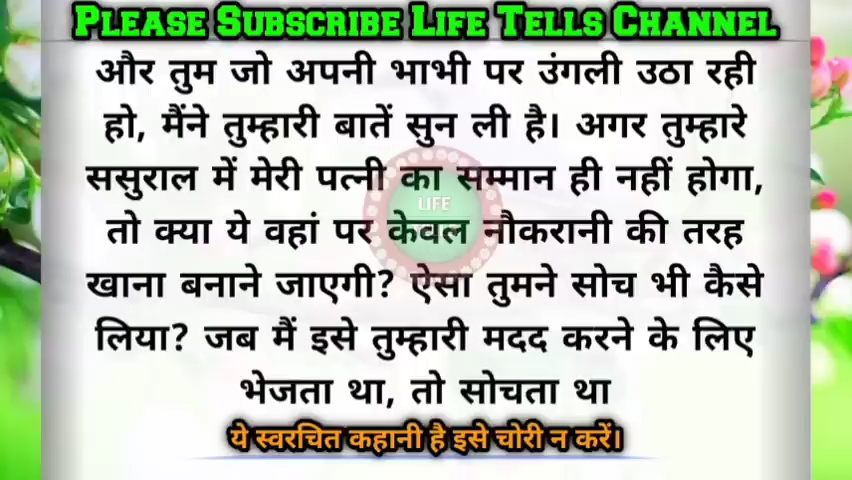 PLEASE SUBSCRIBE LIFE TELLS CHANNEL
और तुम जो अपनी भाभी पर उंगली उठा रही
हो, मैंने तुम्हारी बातें सुन ली है। अगर तुम्हारे
ससुराल में मेरी पत्नी का सम्मान ही नहीं होगा,
LIFE
तो क्या ये वहां पर केवल नौकरानी की तरह
खाना बनाने जाएगी? ऐसा तुमने सोच भी कैसे
लिया? जब मैं इसे तुम्हारी मदद करने के लिए
भेजता था, तो सोचता था
ये स्वरचित कहानी है इसे चोरी न करें।